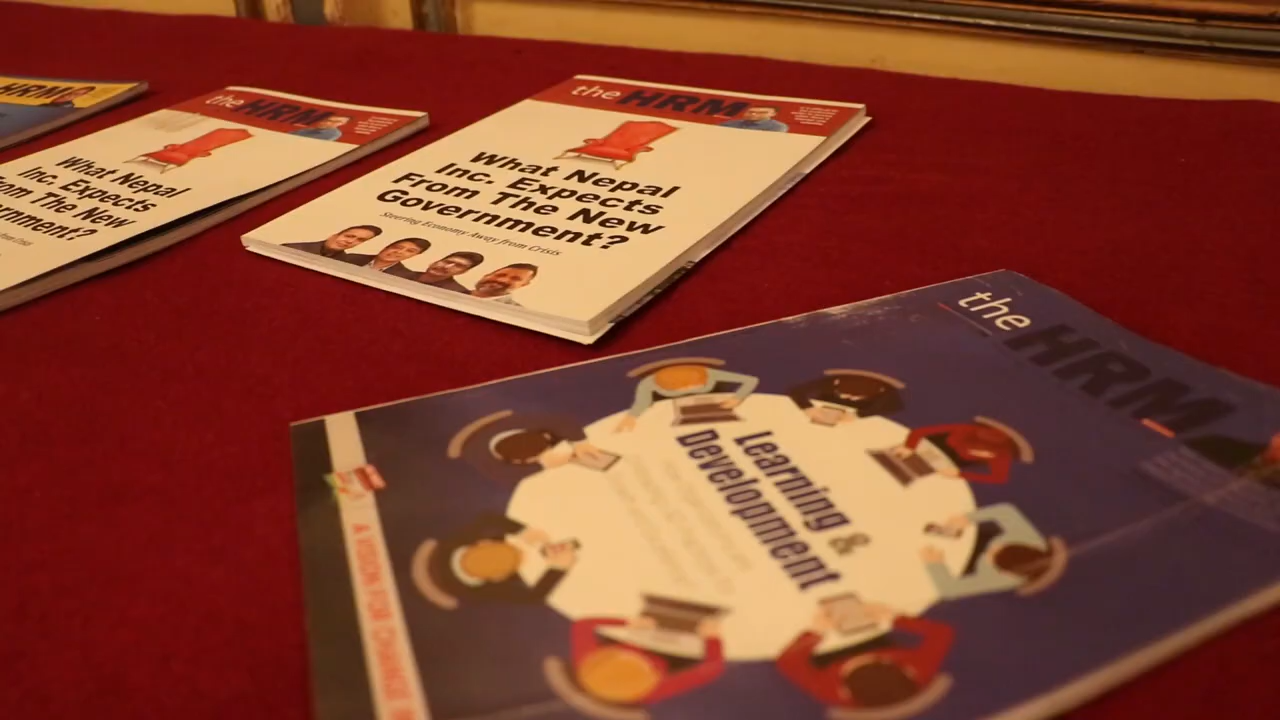 HRM
the HRM
What Nepal
Inc. Expects
From The New
rnment?
the HRM
What Nepal
Inc. Expects
From The New
Government?
Steering Economy Away from Crisis
the HRM
Learning &
Development
A VISION FOR CHANGE